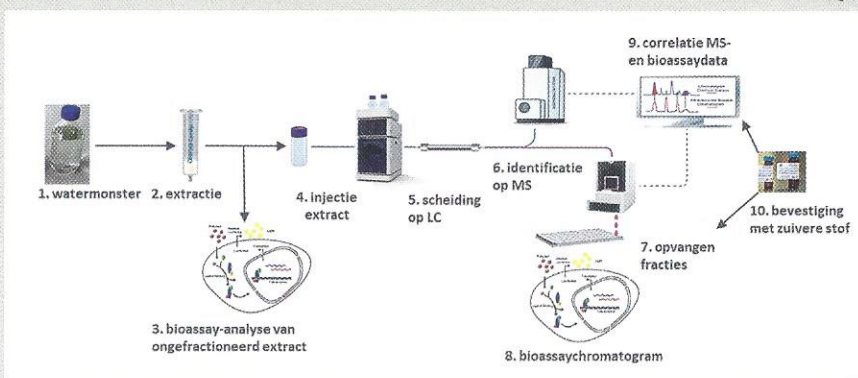 9. correlatie MS-
en bioassaydata
1. watermonster
2. extractie
4. injectie
extract
5. scheiding
op LC
6. identificatie
op MS
10. bevestiging
met zuivere stof
7. opvangen
fracties
3. bioassay-analyse van
ongefractioneerd extract
8. bioassaychromatogram